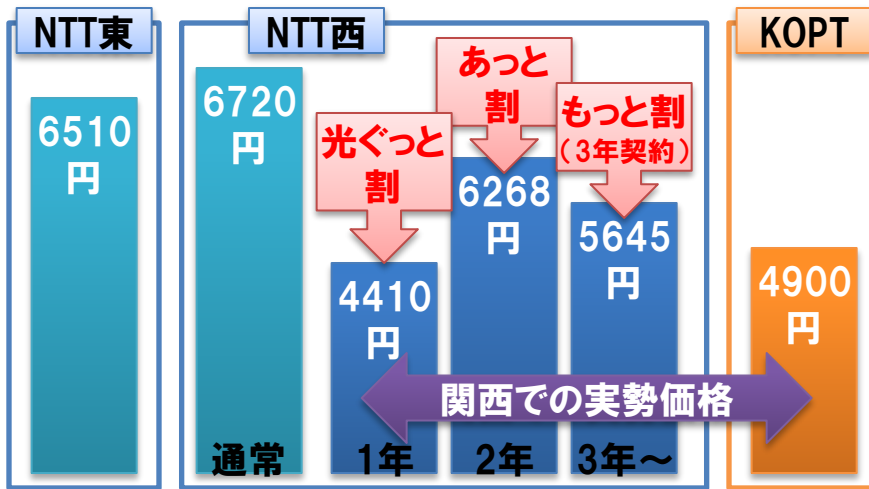 NTT東
6510
円
NTT西
6720
円
通常
光ぐっと
割
4410
円
1年
あっと
割
6268
円
2年
もっと割
(3年契約)
5645
円
3年～
KOPT
4900
円
関西での実勢価格